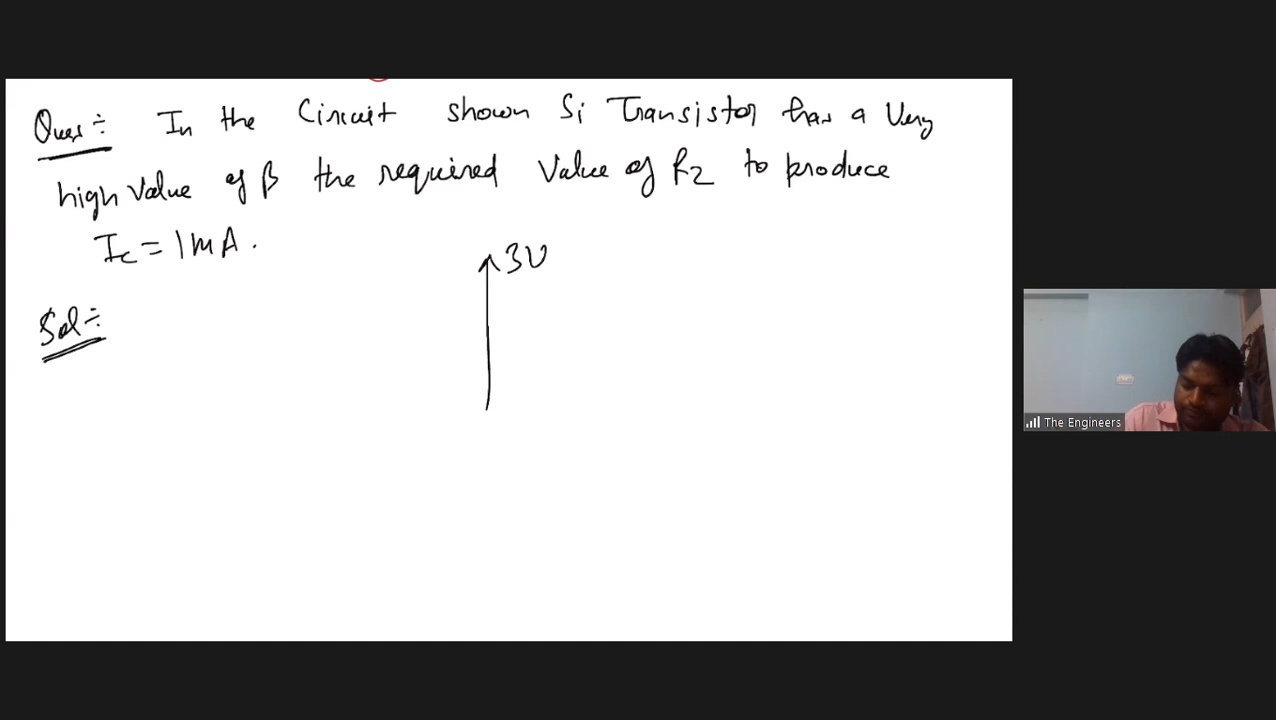 Ques÷ In the Circuit shown Si Transistor has a Very
high value of β the required value of R2 to produce
Ic = 1mA.
3V
Sol÷
The Engineers